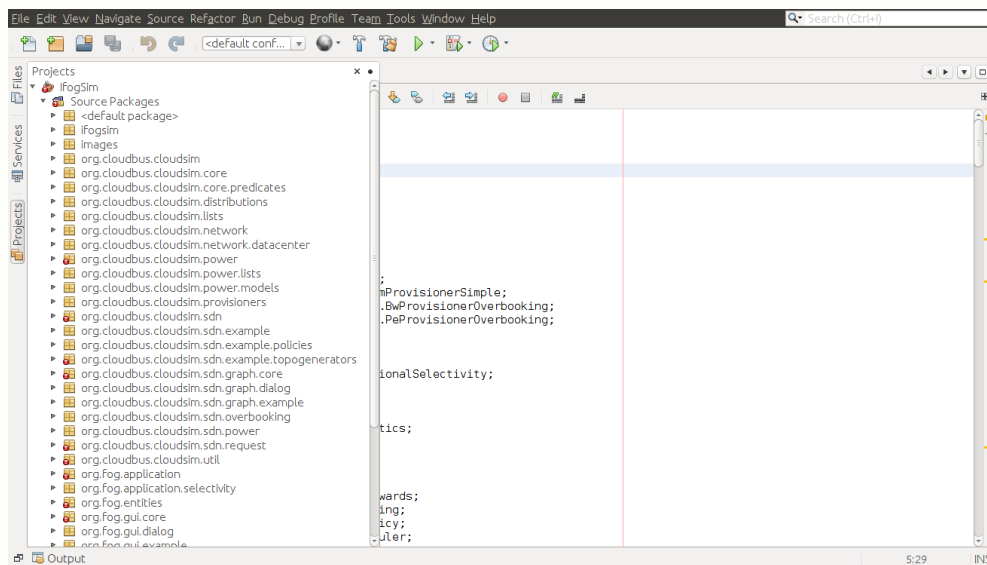 File Edit View Navigate Source Refactor Run Debug Profile Team Tools Window Help
Search (Ctrl+I)
<default conf...
Files
Services
Projects
Projects
IfogSim
Source Packages
<default package>
ifogsim
images
org.cloudbus.cloudsim
org.cloudbus.cloudsim.core
org.cloudbus.cloudsim.core.predicates
org.cloudbus.cloudsim.distributions
org.cloudbus.cloudsim.lists
org.cloudbus.cloudsim.network
org.cloudbus.cloudsim.network.datacenter
org.cloudbus.cloudsim.power
org.cloudbus.cloudsim.power.lists
org.cloudbus.cloudsim.power.models
org.cloudbus.cloudsim.provisioners
org.cloudbus.cloudsim.sdn
org.cloudbus.cloudsim.sdn.example
org.cloudbus.cloudsim.sdn.example.policies
org.cloudbus.cloudsim.sdn.example.topogenerators
org.cloudbus.cloudsim.sdn.graph.core
org.cloudbus.cloudsim.sdn.graph.dialog
org.cloudbus.cloudsim.sdn.graph.example
org.cloudbus.cloudsim.sdn.overbooking
org.cloudbus.cloudsim.sdn.power
org.cloudbus.cloudsim.sdn.request
org.cloudbus.cloudsim.util
org.fog.application
org.fog.application.selectivity
org.fog.entities
org.fog.gui.core
org.fog.gui.dialog
org.fog.gui.example
;
mProvisionerSimple;
.BwProvisionerOverbooking;
.PeProvisionerOverbooking;
ionalSelectivity;
tics;
wards;
ing;
icy;
uler;
Output
5:29
INS